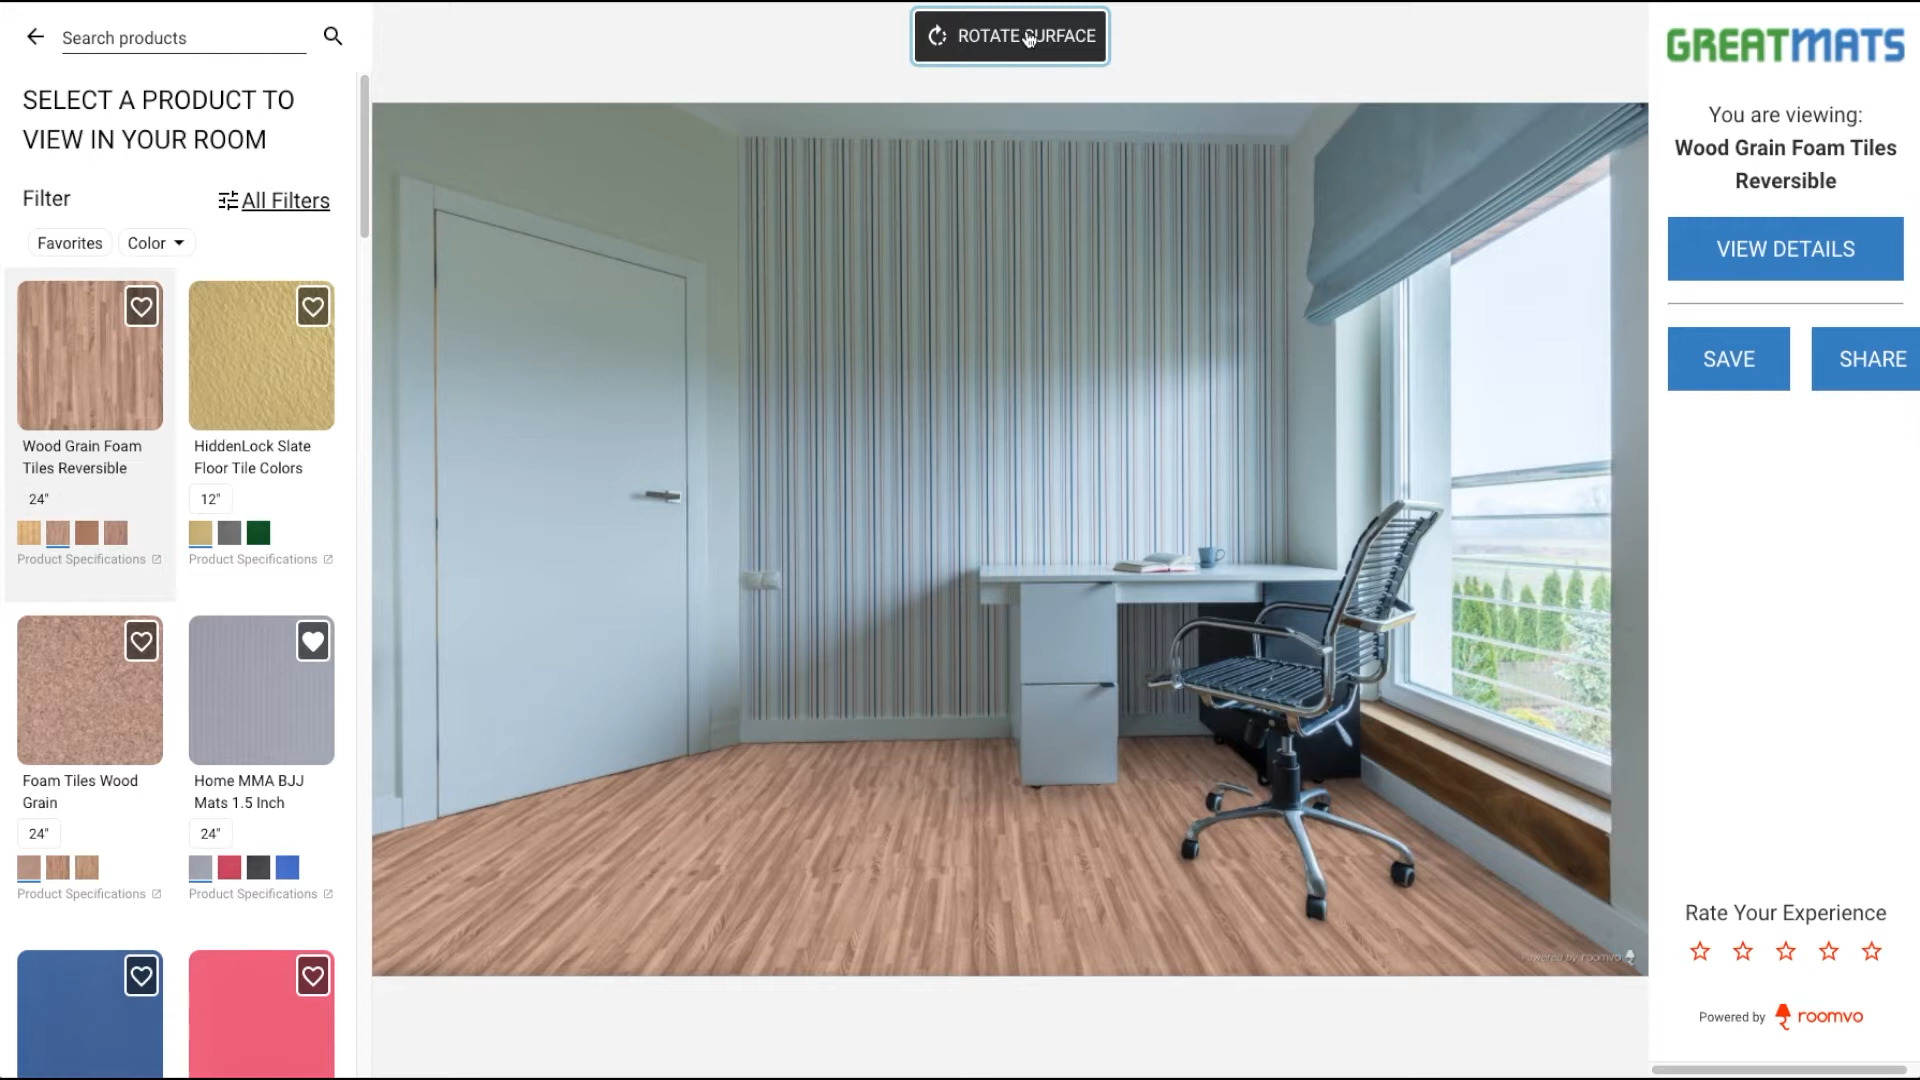 Search products
ROTATE SURFACE
SELECT A PRODUCT TO
VIEW IN YOUR ROOM
Filter
All Filters
Favorites
Color
Wood Grain Foam
Tiles Reversible
24"
Product Specifications
HiddenLock Slate
Floor Tile Colors
12"
Product Specifications
Foam Tiles Wood
Grain
24"
Product Specifications
Home MMA BJJ
Mats 1.5 Inch
24"
Product Specifications
Powered by roomvo
GREATMATS
You are viewing:
Wood Grain Foam Tiles
Reversible
VIEW DETAILS
SAVE
SHARE
Rate Your Experience
Powered by roomvo